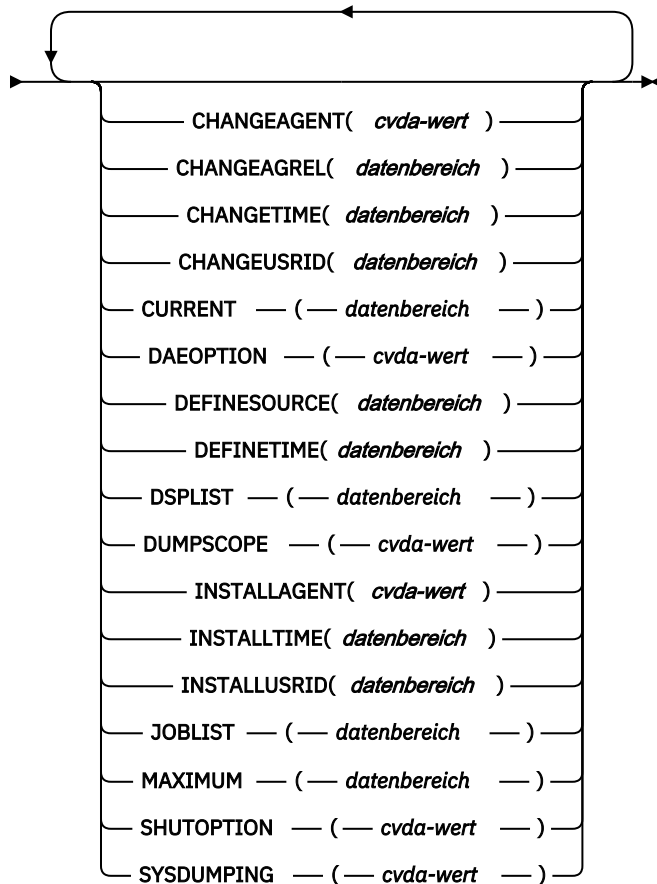 CHANGEAGENT( cvda-wert )
CHANGEAGREL( datenbereich )
CHANGETIME( datenbereich )
CHANGEUSRID( datenbereich )
CURRENT ( datenbereich )
DAEOPTION ( cvda-wert )
DEFINESOURCE( datenbereich )
DEFINETIME( datenbereich )
DSPLIST ( datenbereich )
DUMPSCOPE ( cvda-wert )
INSTALLAGENT( cvda-wert )
INSTALLTIME( datenbereich )
INSTALLUSRID( datenbereich )
JOBLIST ( datenbereich )
MAXIMUM ( datenbereich )
SHUTOPTION ( cvda-wert )
SYSDUMPING ( cvda-wert )